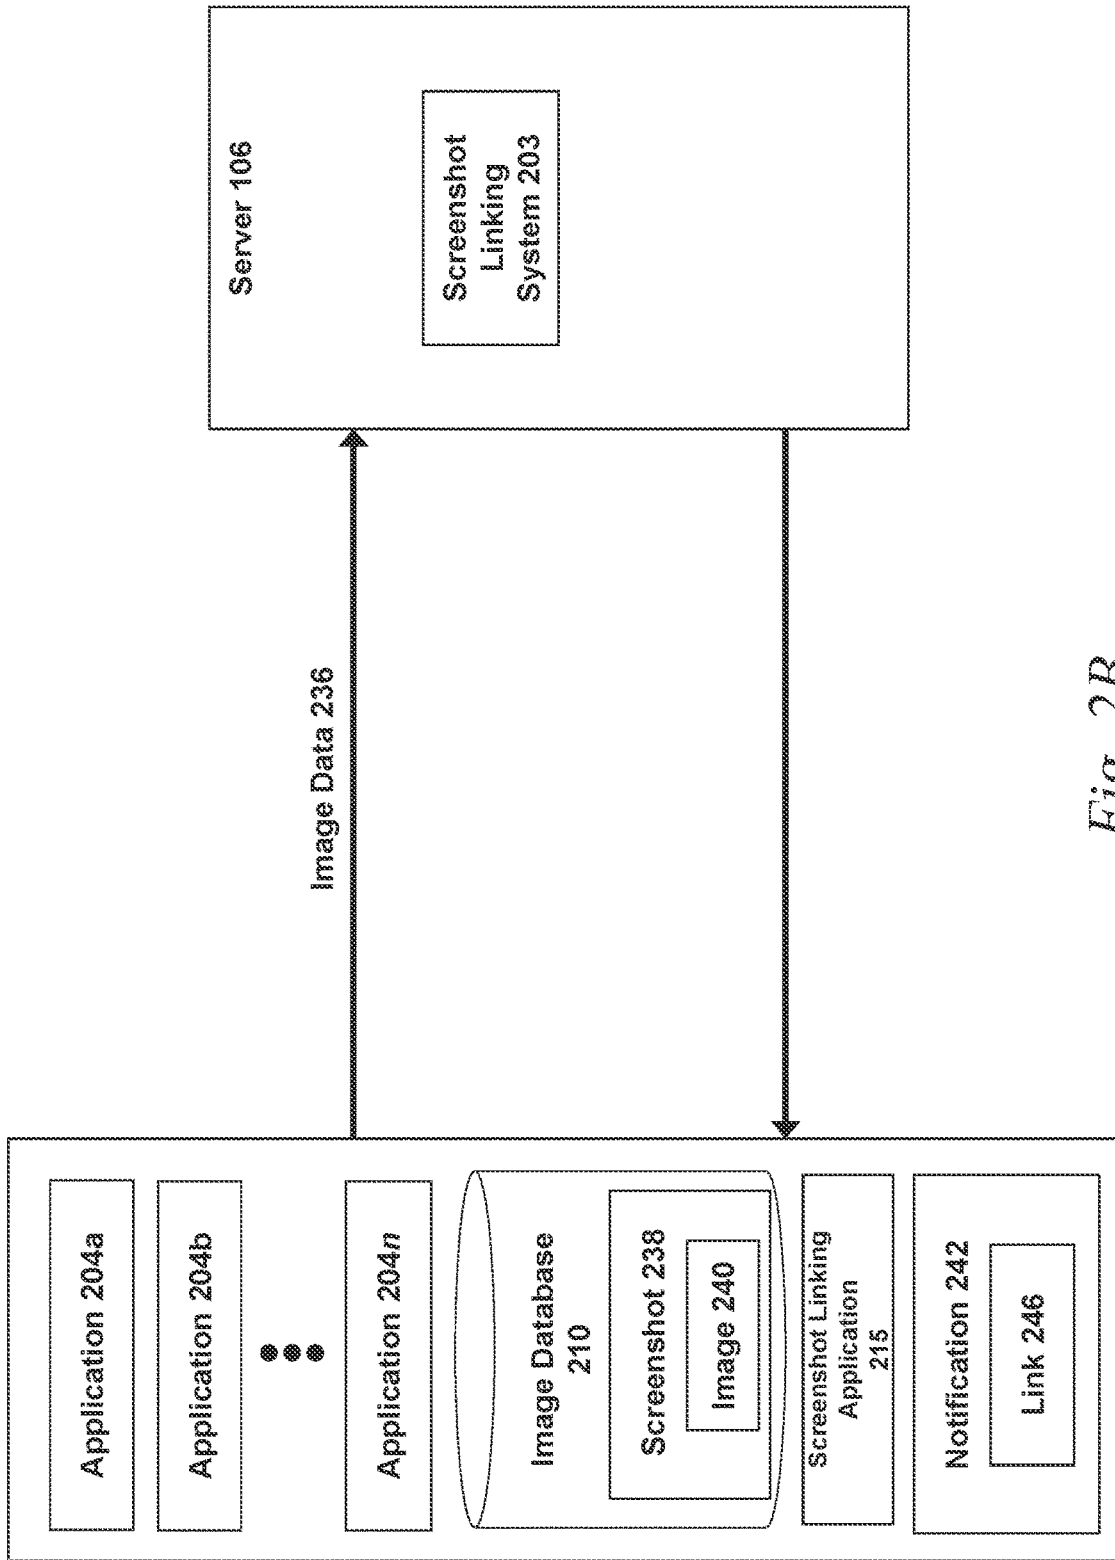 Application 204a
Application 204b
Application 204n
Image Database
210
Screenshot 238
Image 240
Screenshot Linking
Application
215
Notification 242
Link 246
Image Data 236
Server 106
Screenshot
Linking
System 203
Fig. 2B